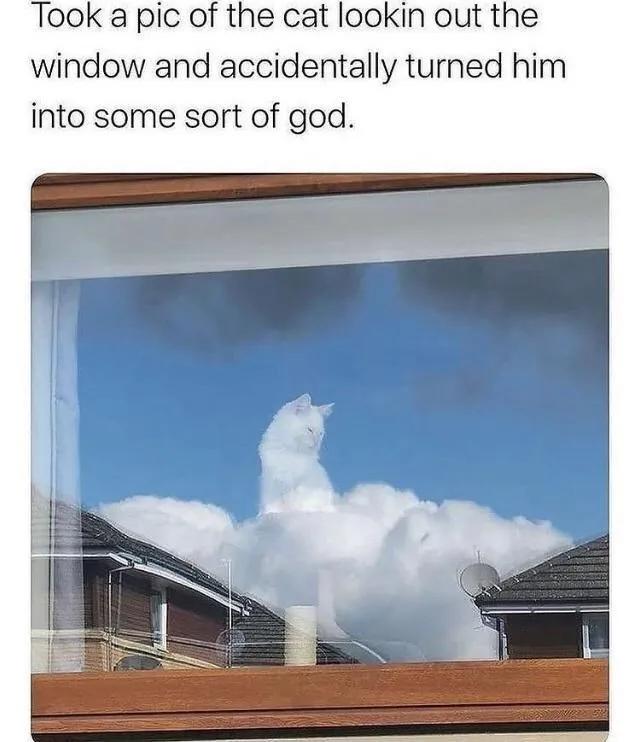 Took a pic of the cat lookin out the
window and accidentally turned him
into some sort of god.